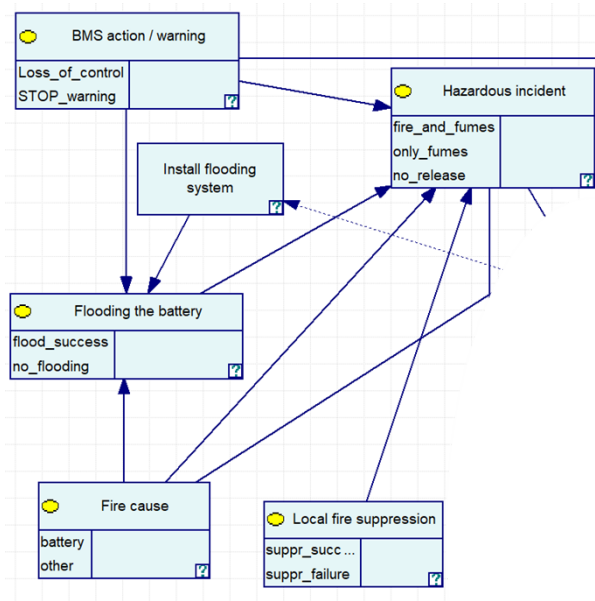 BMS action / warning
Loss_of_control
STOP_warning
?
Hazardous incident
fire_and_fumes
only_fumes
no_release
?
Install flooding
system
?
Flooding the battery
flood_success
no_flooding
?
Fire cause
battery
other
?
Local fire suppression
suppr_succ ...
suppr_failure
?